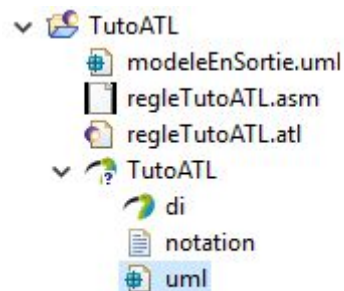 TutoATL
modeleEnSortie.uml
regleTutoATL.asm
regleTutoATL.atl
TutoATL
di
notation
uml